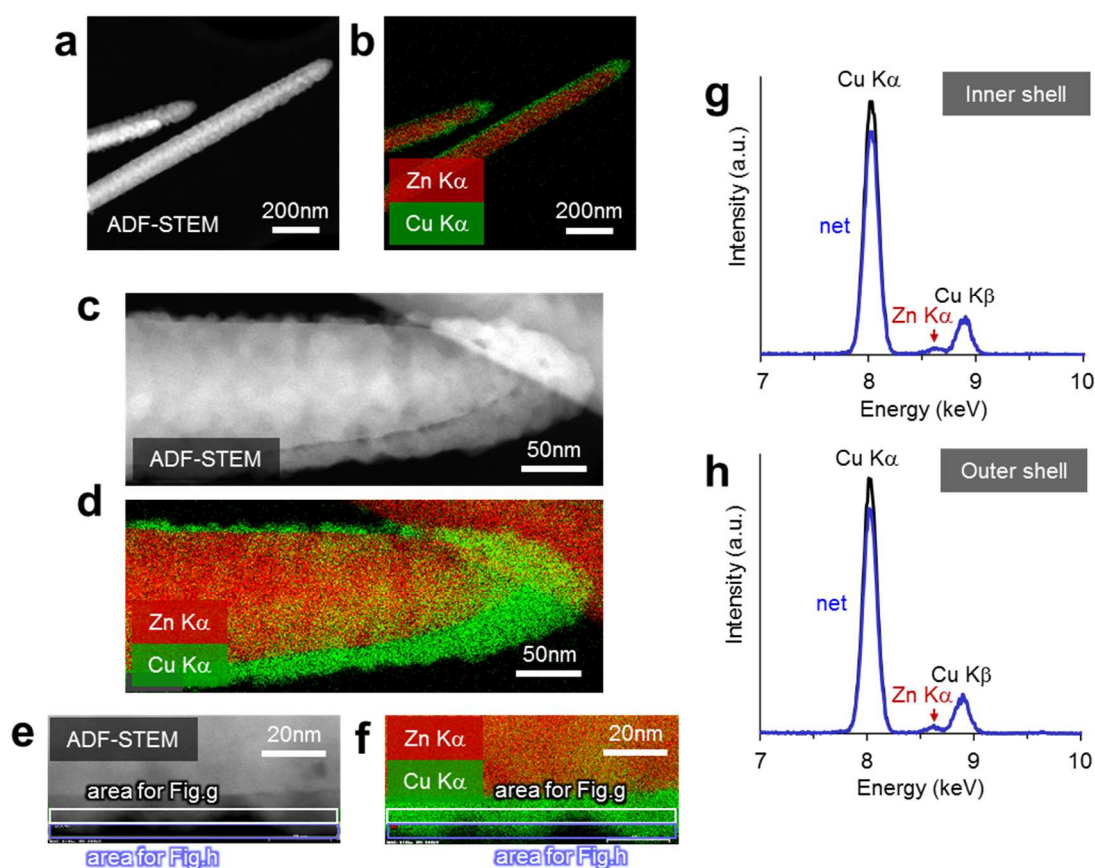 a
ADF-STEM
200nm
b
Zn Kα
Cu Kα
200nm
c
ADF-STEM
50nm
d
Zn Kα
Cu Kα
50nm
e
ADF-STEM
20nm
area for Fig.g
area for Fig.h
f
Zn Kα
Cu Kα
20nm
area for Fig.g
area for Fig.h
g
Inner shell
Cu Kα
net
Zn Kα
Cu Kβ
Intensity (a.u.)
7 8 9 10
Energy (keV)
h
Outer shell
Cu Kα
net
Zn Kα
Cu Kβ
Intensity (a.u.)
7 8 9 10
Energy (keV)